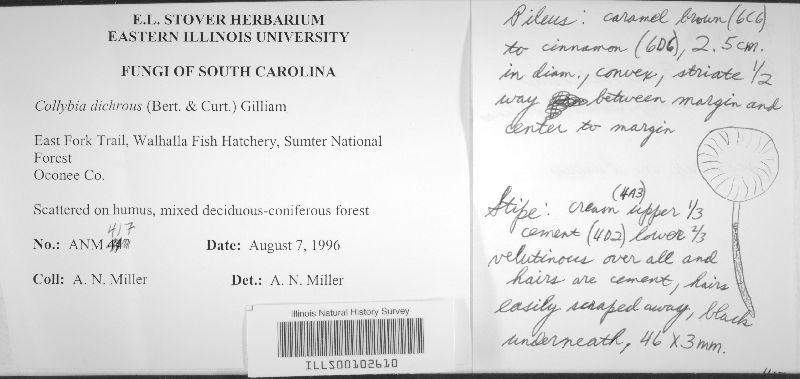 E.L. STOVER HERBARIUM
EASTERN ILLINOIS UNIVERSITY
FUNGI OF SOUTH CAROLINA
Collybia dichrous (Bert. & Curt.) Gilliam
East Fork Trail, Walhalla Fish Hatchery, Sumter National
Forest
Oconee Co.
Scattered on humus, mixed deciduous-coniferous forest
417
No.: ANM Date: August 7, 1996
Coll: A. N. Miller Det.: A. N. Miller
Illinois Natural History Survey
ILLS00102610
Pileus: caramel brown (6C6)
to cinnamon (6D6), 2.5cm.
in diam., convex, striate 1/2
way between margin and
center to margin
(4A3)
Stipe: cream upper 1/3
cement (4D2) lower 2/3
velutinous over all and
hairs are cement, hairs
easily scraped away, black
underneath, 46 X 3mm.